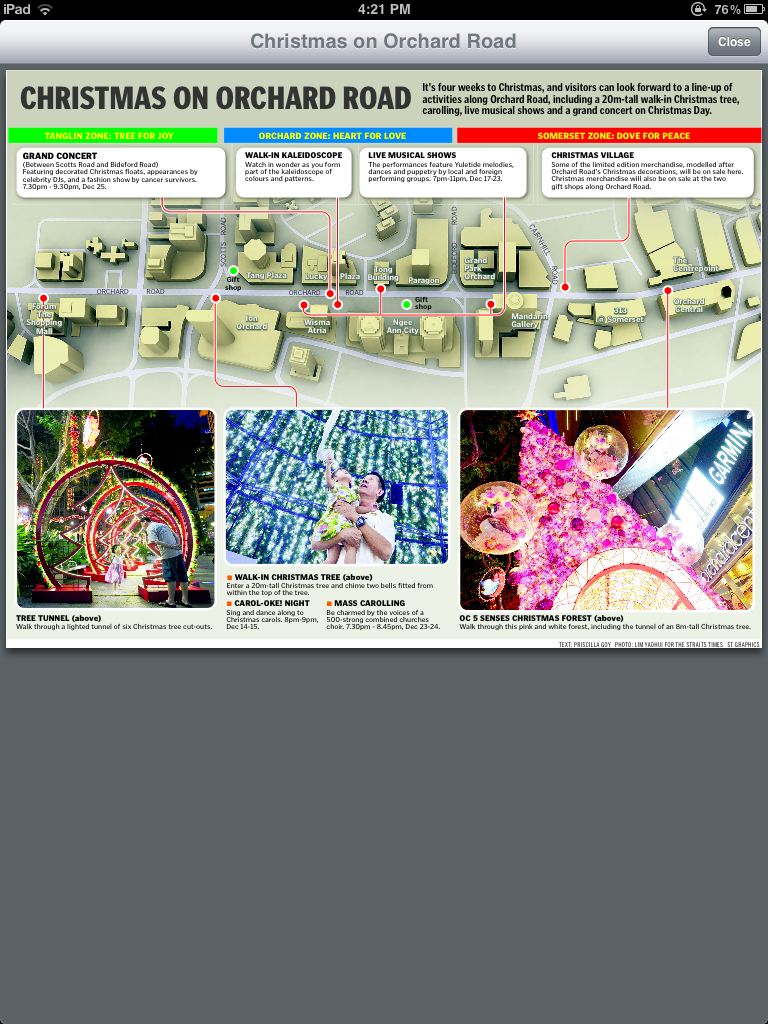 iPad
4:21 PM
76%
Christmas on Orchard Road
Close
CHRISTMAS ON ORCHARD ROAD
It's four weeks to Christmas, and visitors can look forward to a line-up of
activities along Orchard Road, including a 20m-tall walk-in Christmas tree,
carolling, live musical shows and a grand concert on Christmas Day.
TANGLIN ZONE: TREE FOR JOY
ORCHARD ZONE: HEART FOR LOVE
SOMERSET ZONE: DOVE FOR PEACE
GRAND CONCERT
(Between Scotts Road and Bideford Road)
Featuring decorated Christmas floats, appearances by
celebrity DJs, and a fashion show by cancer survivors.
7.30pm - 9.30pm, Dec 25.
WALK-IN KALEIDOSCOPE
Watch in wonder as you form
part of the kaleidoscope of
colours and patterns.
LIVE MUSICAL SHOWS
The performances feature Yuletide melodies,
dances and puppetry by local and foreign
performing groups. 7pm-11pm, Dec 17-23.
CHRISTMAS VILLAGE
Some of the limited edition merchandise, modelled after
Orchard Road's Christmas decorations, will be on sale here.
Christmas merchandise will also be on sale at the two
gift shops along Orchard Road.
SCOTTS ROAD
ROAD
CAIRNHILL ROAD
Gift
shop
Tang Plaza
Lucky Plaza
Tong
Building
Paragon
Grand
Park
Orchard
The
Centrepoint
ORCHARD ROAD
ORCHARD ROAD
Forum
The
Shopping
Mall
Ion
Orchard
Wisma
Atria
Gift
shop
Ngee
Ann City
Mandarin
Gallery
313
@ Somerset
Orchard
Central
GARMIN
orchardcentral
TREE TUNNEL (above)
Walk through a lighted tunnel of six Christmas tree cut-outs.
WALK-IN CHRISTMAS TREE (above)
Enter a 20m-tall Christmas tree and chime two bells fitted from
within the top of the tree.
CAROL-OKE! NIGHT
Sing and dance along to
Christmas carols. 8pm-9pm,
Dec 14-15.
MASS CAROLLING
Be charmed by the voices of a
500-strong combined churches
choir. 7.30pm - 8.45pm, Dec 23-24.
OC 5 SENSES CHRISTMAS FOREST (above)
Walk through this pink and white forest, including the tunnel of an 8m-tall Christmas tree.
TEXT: PRISCILLA GOY PHOTO: LIM YAOHUI FOR THE STRAITS TIMES ST GRAPHICS